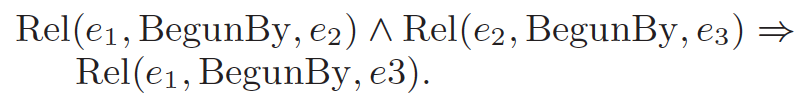 Rel(e₁, BegunBy, e₂) ∧ Rel(e₂, BegunBy, e₃) ⇒
Rel(e₁, BegunBy, e3).